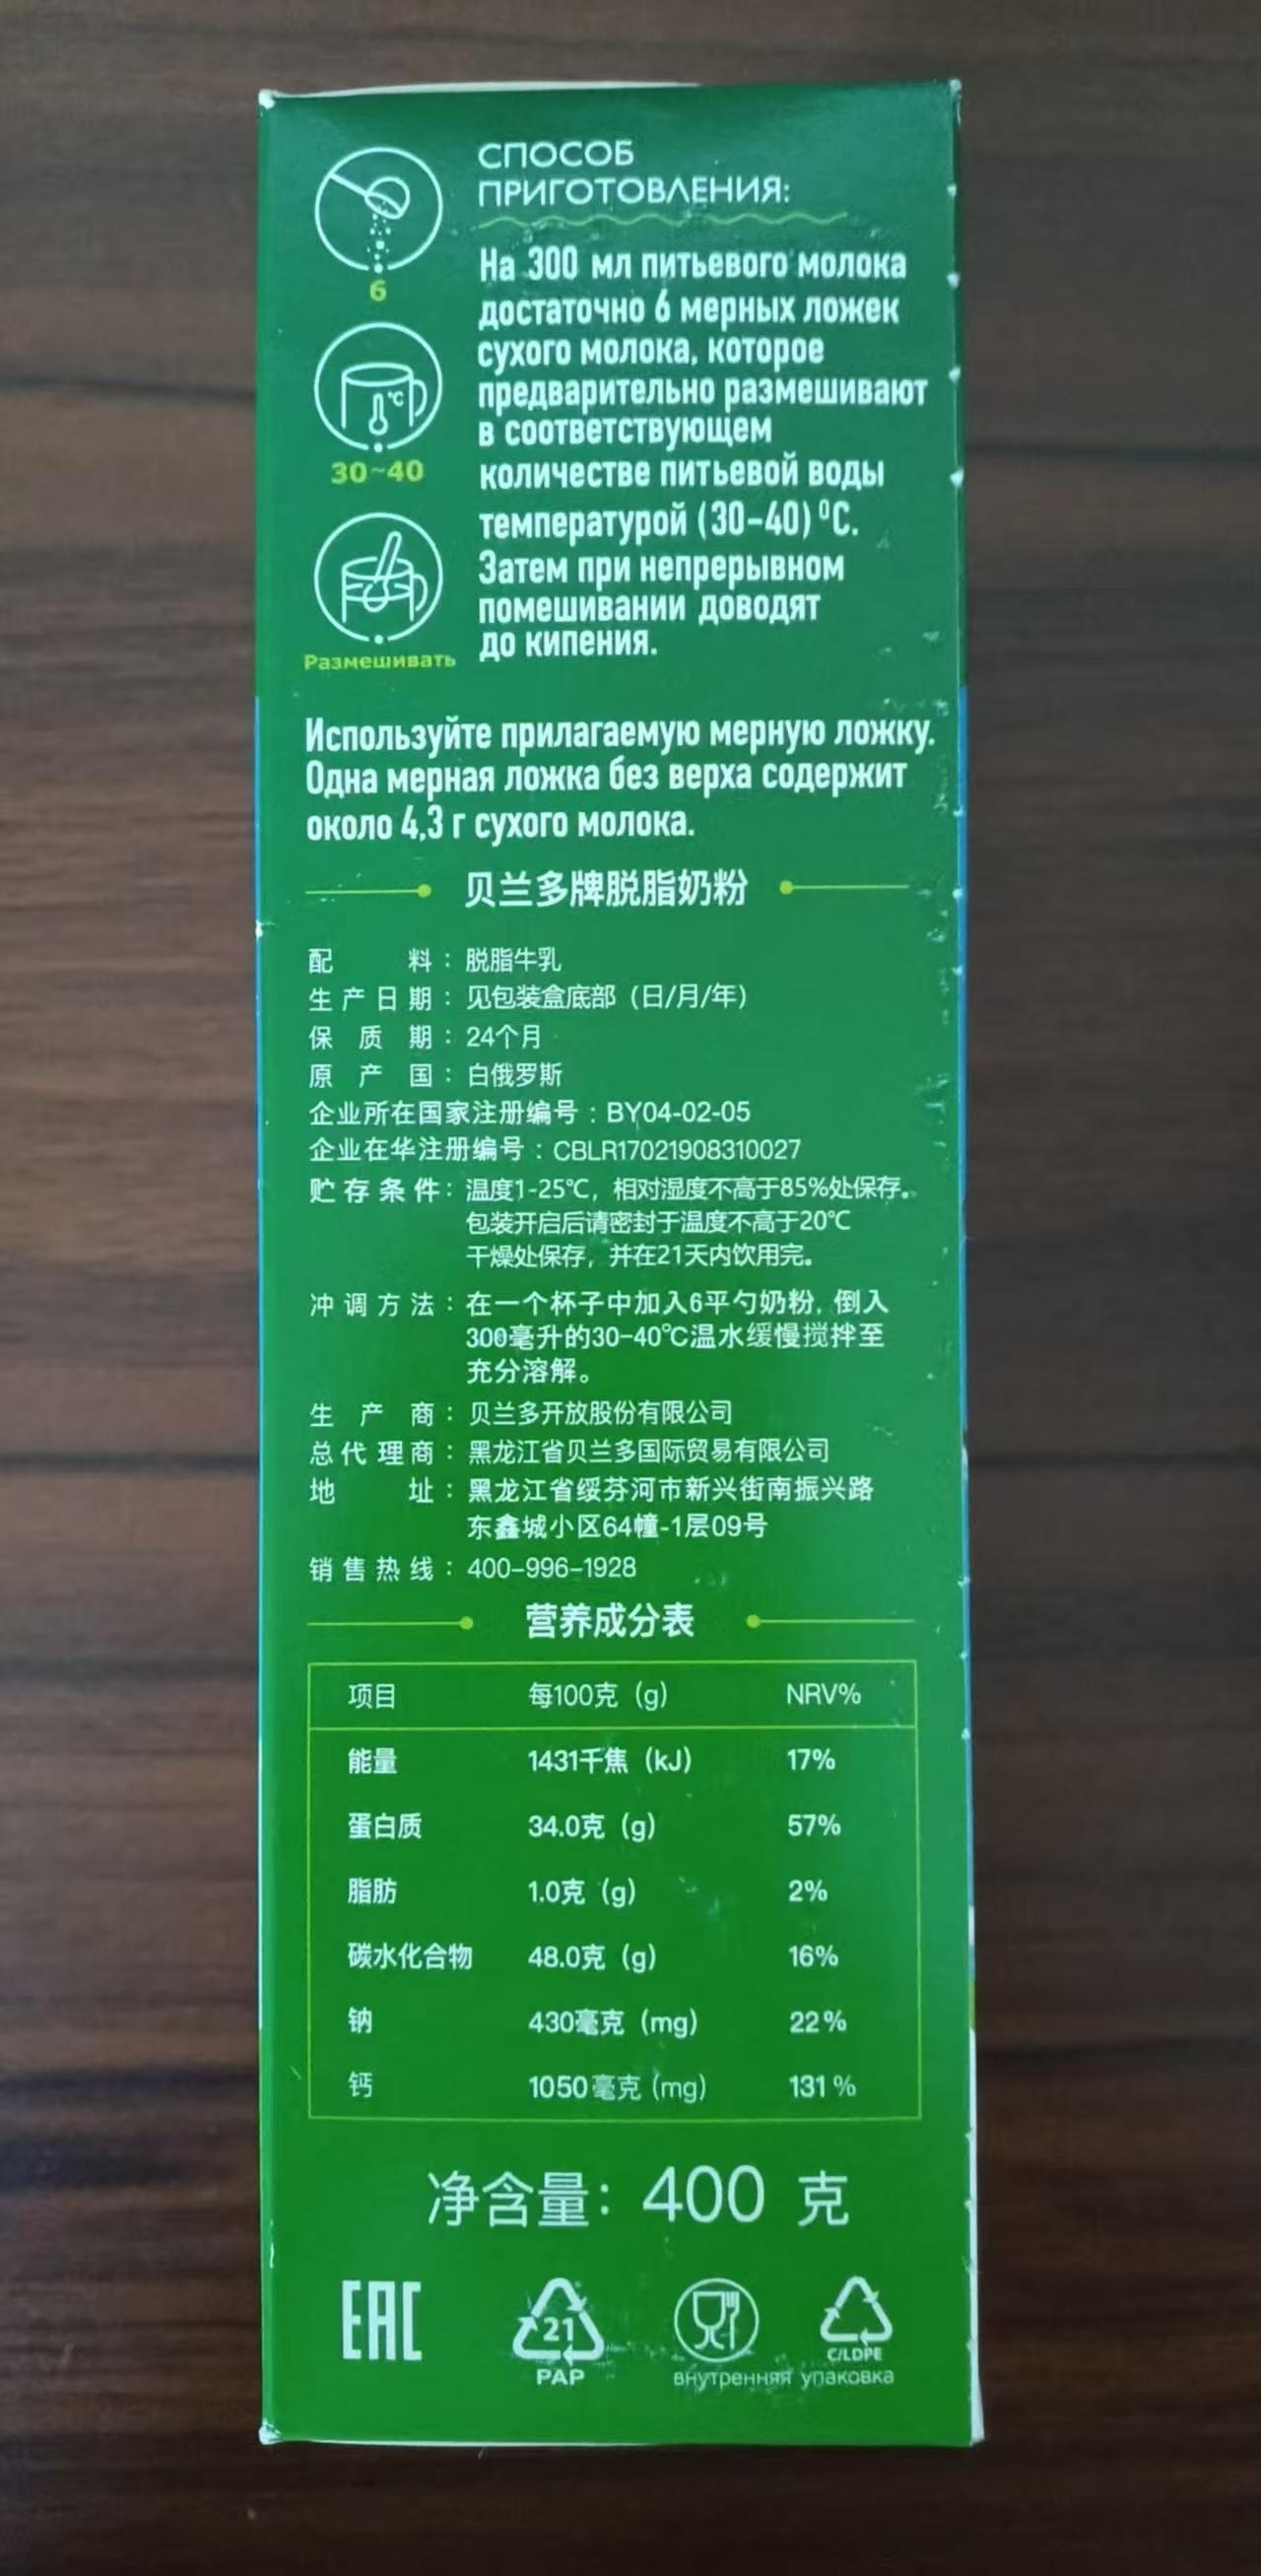 СПОСОБ
ПРИГОТОВЛЕНИЯ:
6
На 300 мл питьевого молока
достаточно 6 мерных ложек
сухого молока, которое
предварительно размешивают
в соответствующем
количестве питьевой воды
температурой (30-40) ⁰С.
Затем при непрерывном
помешивании доводят
до кипения.
°C
30~40
Размешивать
Используйте прилагаемую мерную ложку.
Одна мерная ложка без верха содержит
около 4,3 г сухого молока.
贝兰多牌脱脂奶粉
配料：脱脂牛乳
生产日期：见包装盒底部（日/月/年）
保质期：24个月
原产国：白俄罗斯
企业所在国家注册编号：BY04-02-05
企业在华注册编号：CBLR17021908310027
贮存条件：温度1-25℃，相对湿度不高于85%处保存。
包装开启后请密封于温度不高于20℃
干燥处保存，并在21天内饮用完。
冲调方法：在一个杯子中加入6平勺奶粉，倒入
300毫升的30-40℃温水缓慢搅拌至
充分溶解。
生产商：贝兰多开放股份有限公司
总代理商：黑龙江省贝兰多国际贸易有限公司
地址：黑龙江省绥芬河市新兴街南振兴路
东鑫城小区64幢-1层09号
销售热线：400-996-1928
营养成分表
项目 每100克（g） NRV%
能量 1431千焦（kJ） 17%
蛋白质 34.0克（g） 57%
脂肪 1.0克（g） 2%
碳水化合物 48.0克（g） 16%
钠 430毫克（mg） 22%
钙 1050毫克（mg） 131%
净含量：400 克
EAC
21
PAP
C/LDPE
внутренняя упаковка